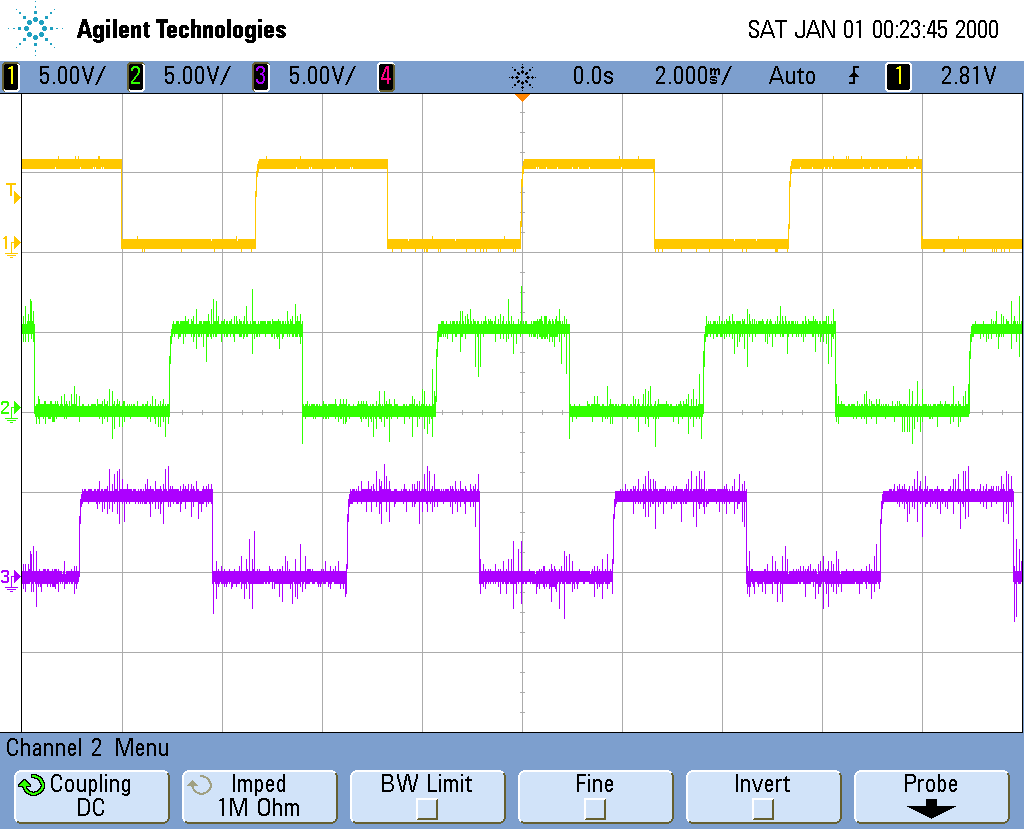 Agilent Technologies SAT JAN 01 00:23:45 2000
1 5.00V/ 2 5.00V/ 3 5.00V/ 4 0.0s 2.000ms/ Auto 1 2.81V
T
1
2
3
Channel 2 Menu
Coupling Imped BW Limit Fine Invert Probe
DC 1M Ohm